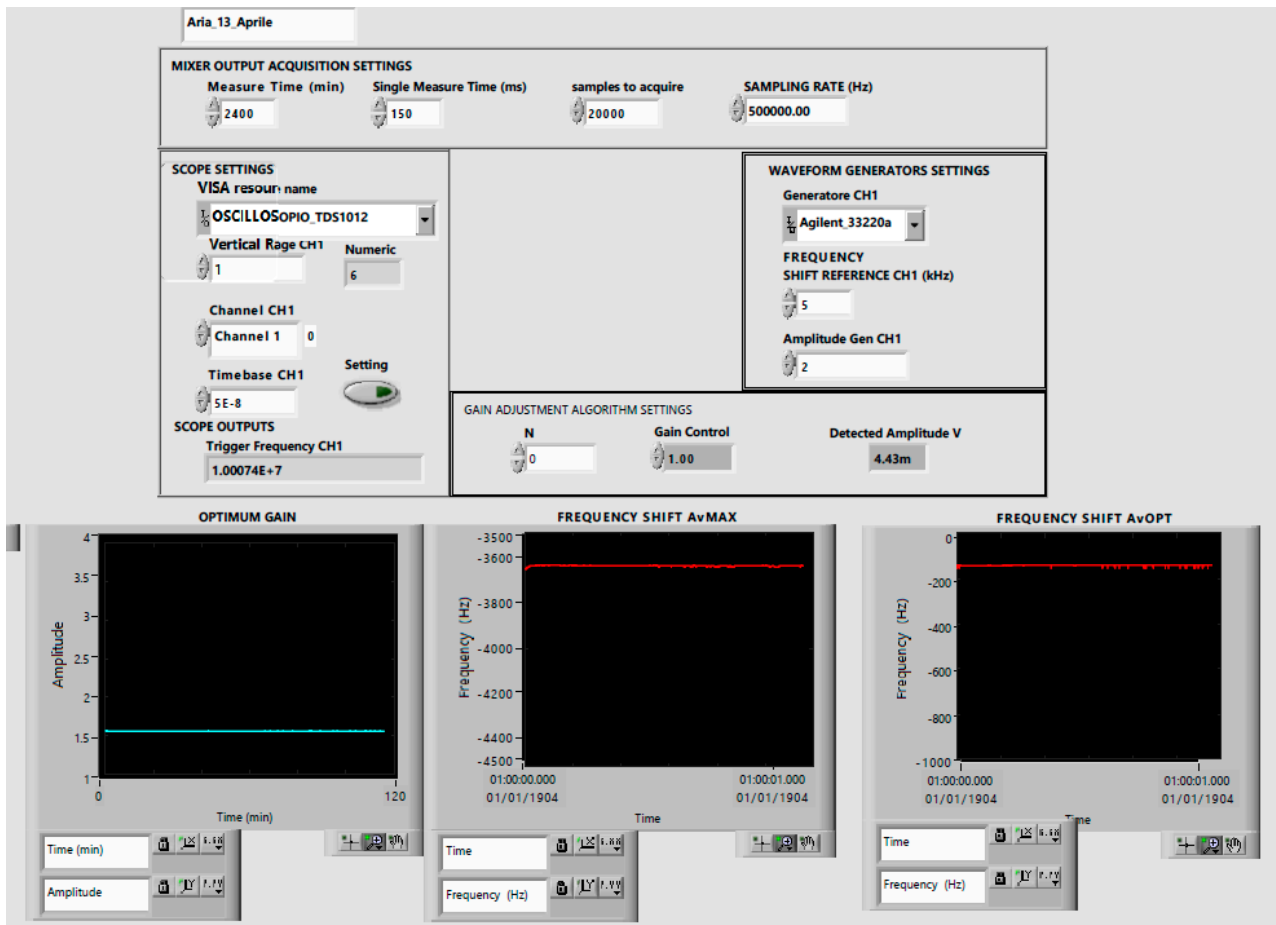 Aria_13_Aprile
MIXER OUTPUT ACQUISITION SETTINGS
Measure Time (min) Single Measure Time (ms) samples to acquire SAMPLING RATE (Hz)
2400 150 20000 500000.00
SCOPE SETTINGS
VISA resour name
OSCILLOSOPIO_TDS1012
Vertical Rage CH1 Numeric
1 6
Channel CH1
Channel 1 0
Timebase CH1 Setting
5E-8
SCOPE OUTPUTS
Trigger Frequency CH1
1.00074E+7
WAVEFORM GENERATORS SETTINGS
Generatore CH1
Agilent_33220a
FREQUENCY
SHIFT REFERENCE CH1 (kHz)
5
Amplitude Gen CH1
2
GAIN ADJUSTMENT ALGORITHM SETTINGS
N Gain Control Detected Amplitude V
0 1.00 4.43m
OPTIMUM GAIN
Amplitude
4
3.5
3
2.5
2
1.5
1
0 120
Time (min)
Time (min)
Amplitude
FREQUENCY SHIFT AvMAX
Frequency (Hz)
-3500
-3600
-3800
-4000
-4200
-4400
-4500
01:00:00.000 01:00:01.000
01/01/1904 01/01/1904
Time
Time
Frequency (Hz)
FREQUENCY SHIFT AvOPT
Frequency (Hz)
0
-200
-400
-600
-800
-1000
01:00:00.000 01:00:01.000
01/01/1904 01/01/1904
Time
Time
Frequency (Hz)